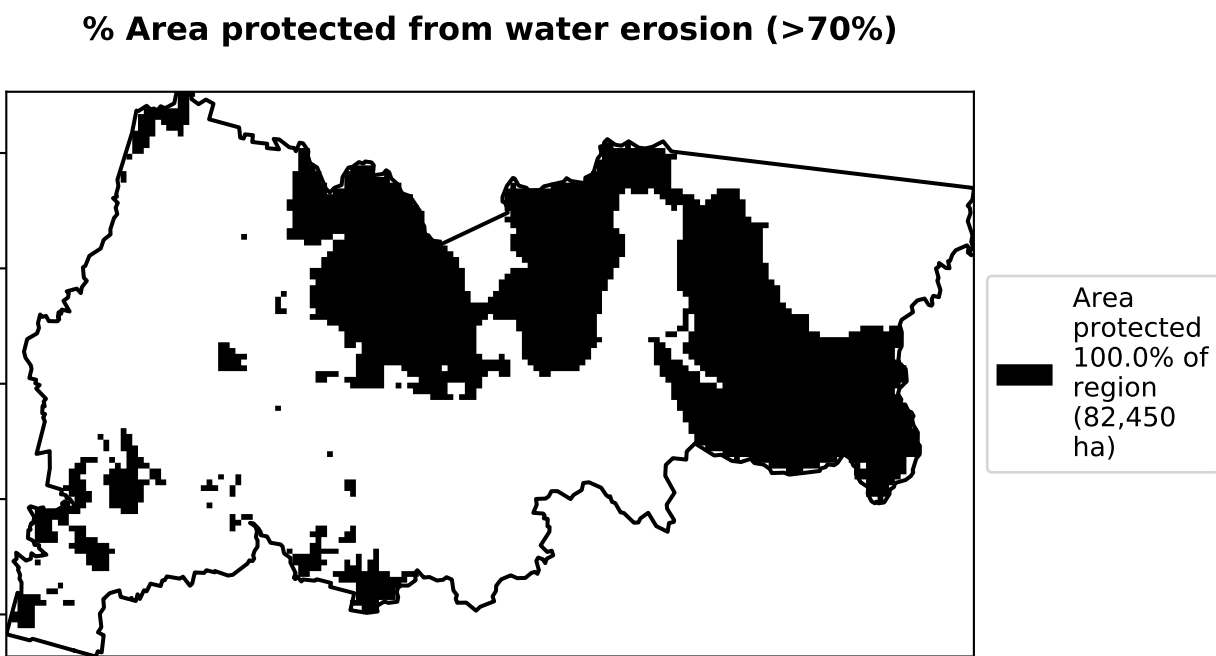 % Area protected from water erosion (>70%)
Area
protected
100.0% of
region
(82,450
ha)